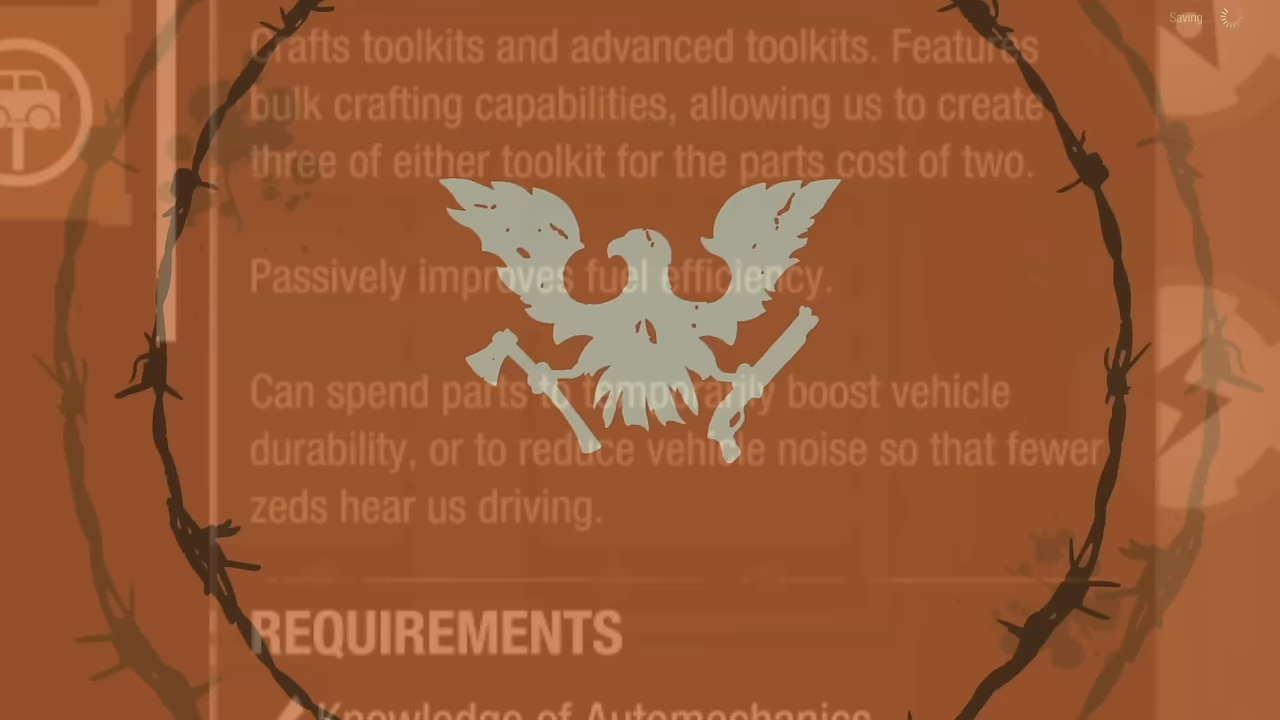 Saving...
Crafts toolkits and advanced toolkits. Features
bulk crafting capabilities, allowing us to create
three of either toolkit for the parts cost of two.
Passively improves fuel efficiency.
Can spend parts to temporarily boost vehicle
durability, or to reduce vehicle noise so that fewer
zeds hear us driving.
REQUIREMENTS
Knowledge of Automechanics